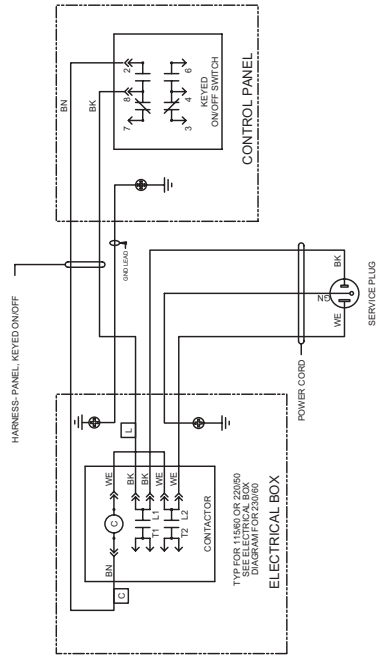 HARNESS- PANEL, KEYED ON/OFF
BN
BK
GND LEAD
2
8
7
6
4
3
KEYED
ON/OFF SWITCH
CONTROL PANEL
L
C
WE
BK
BK
WE
WE
C
BN
T1
L1
T2
L2
CONTACTOR
TYP FOR 115/60 OR 220/50
SEE ELECTRICAL BOX
DIAGRAM FOR 230/60
ELECTRICAL BOX
POWER CORD
BK
GN
WE
SERVICE PLUG